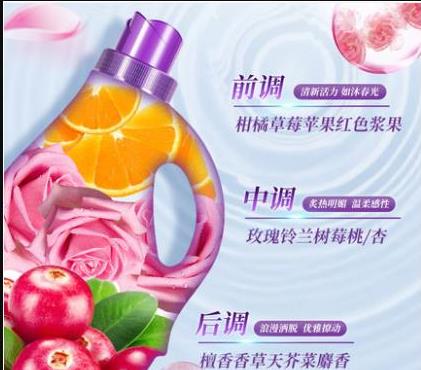 前调 清新活力 如沐春光
柑橘草莓苹果红色浆果
中调 炙热明媚 温柔感性
玫瑰铃兰树莓桃/杏
后调 浪漫洒脱 优雅撩动
檀香香草天芥菜麝香